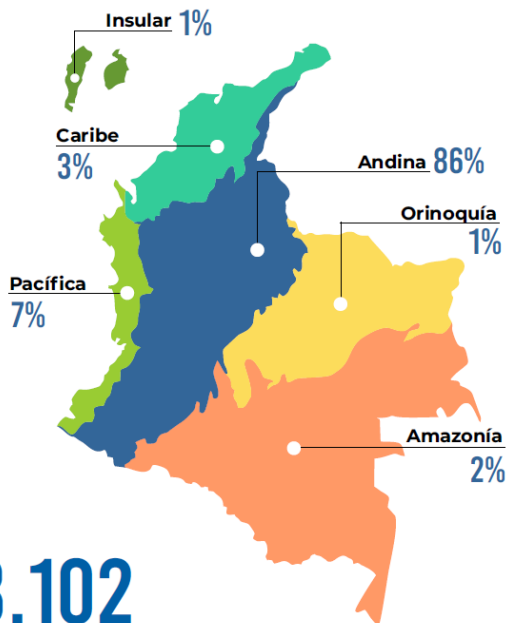 Insular 1%
Caribe
3%
Andina 86%
Orinoquía
1%
Pacífica
7%
Amazonía
2%
.102